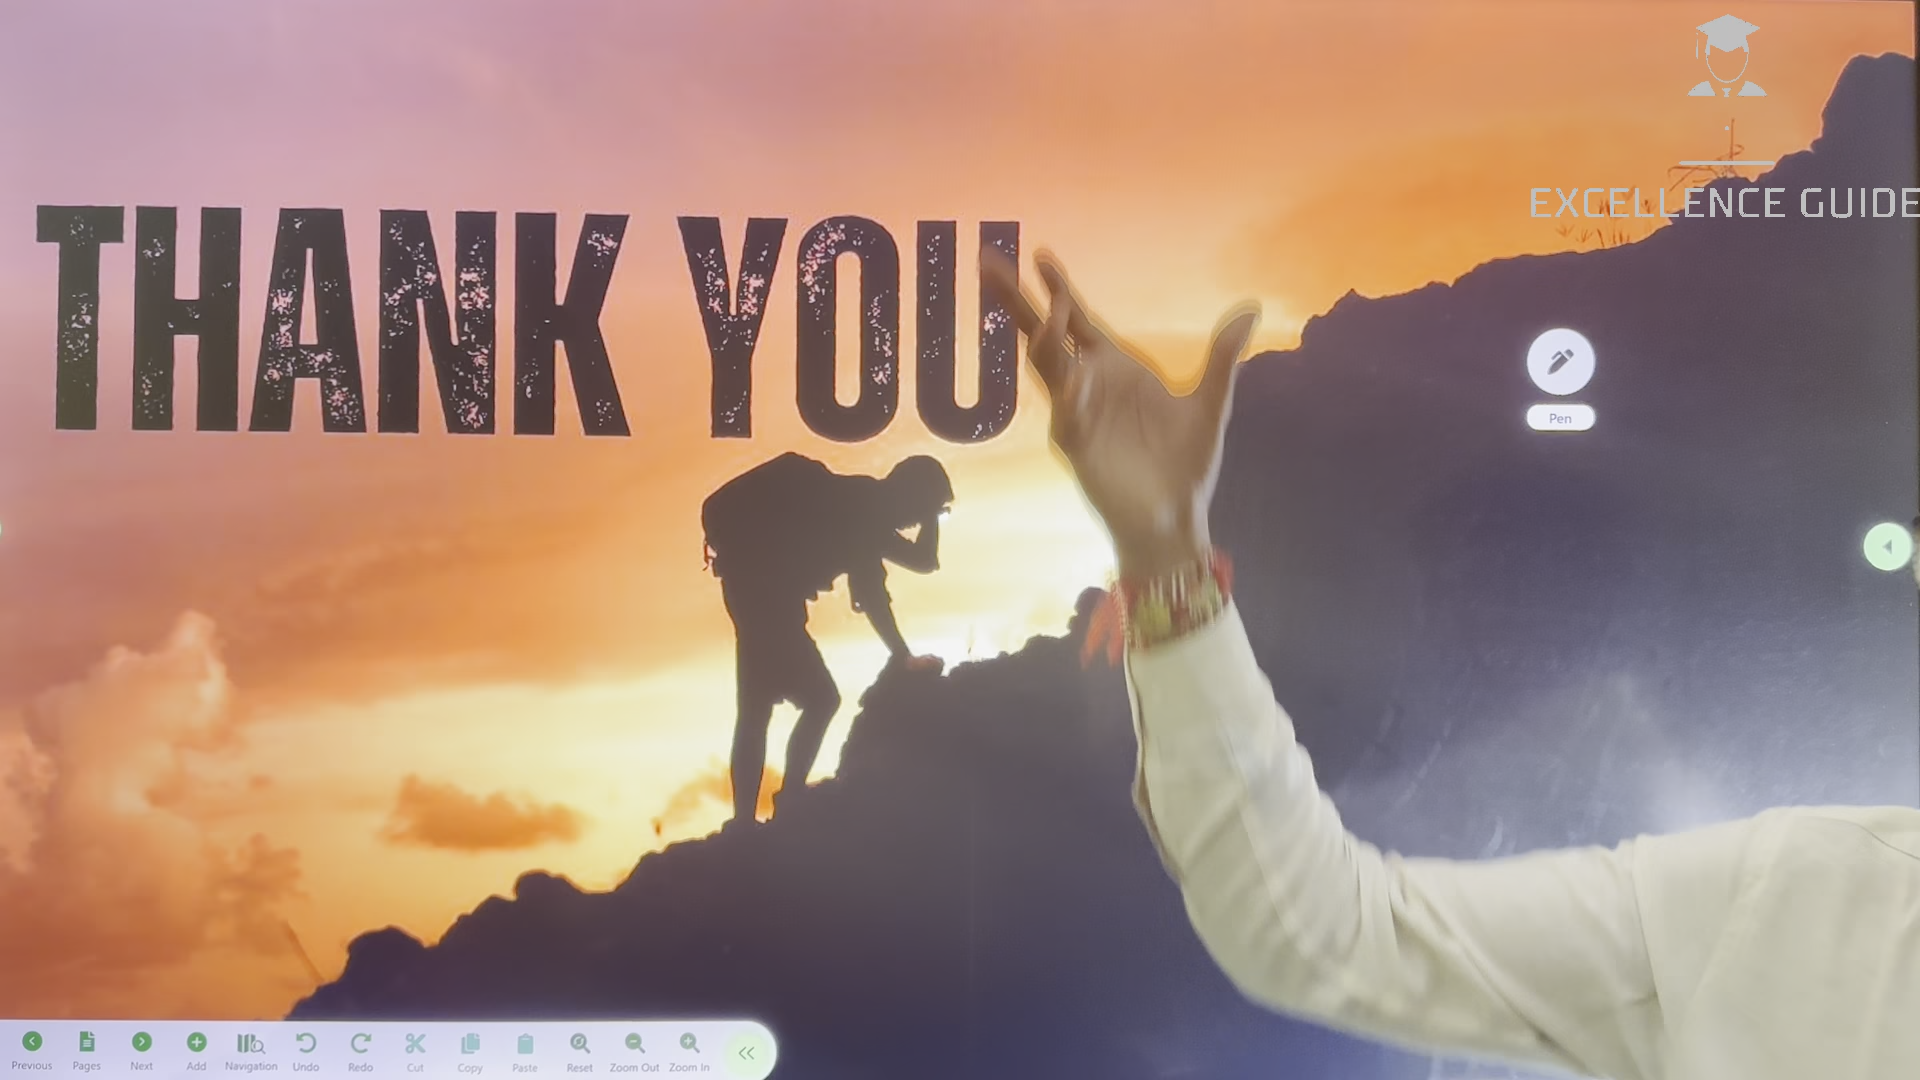 EXCELLENCE GUIDE
THANK YOU
Pen
Previous Pages Next Add Navigation Undo Redo Cut Copy Paste Reset Zoom Out Zoom In